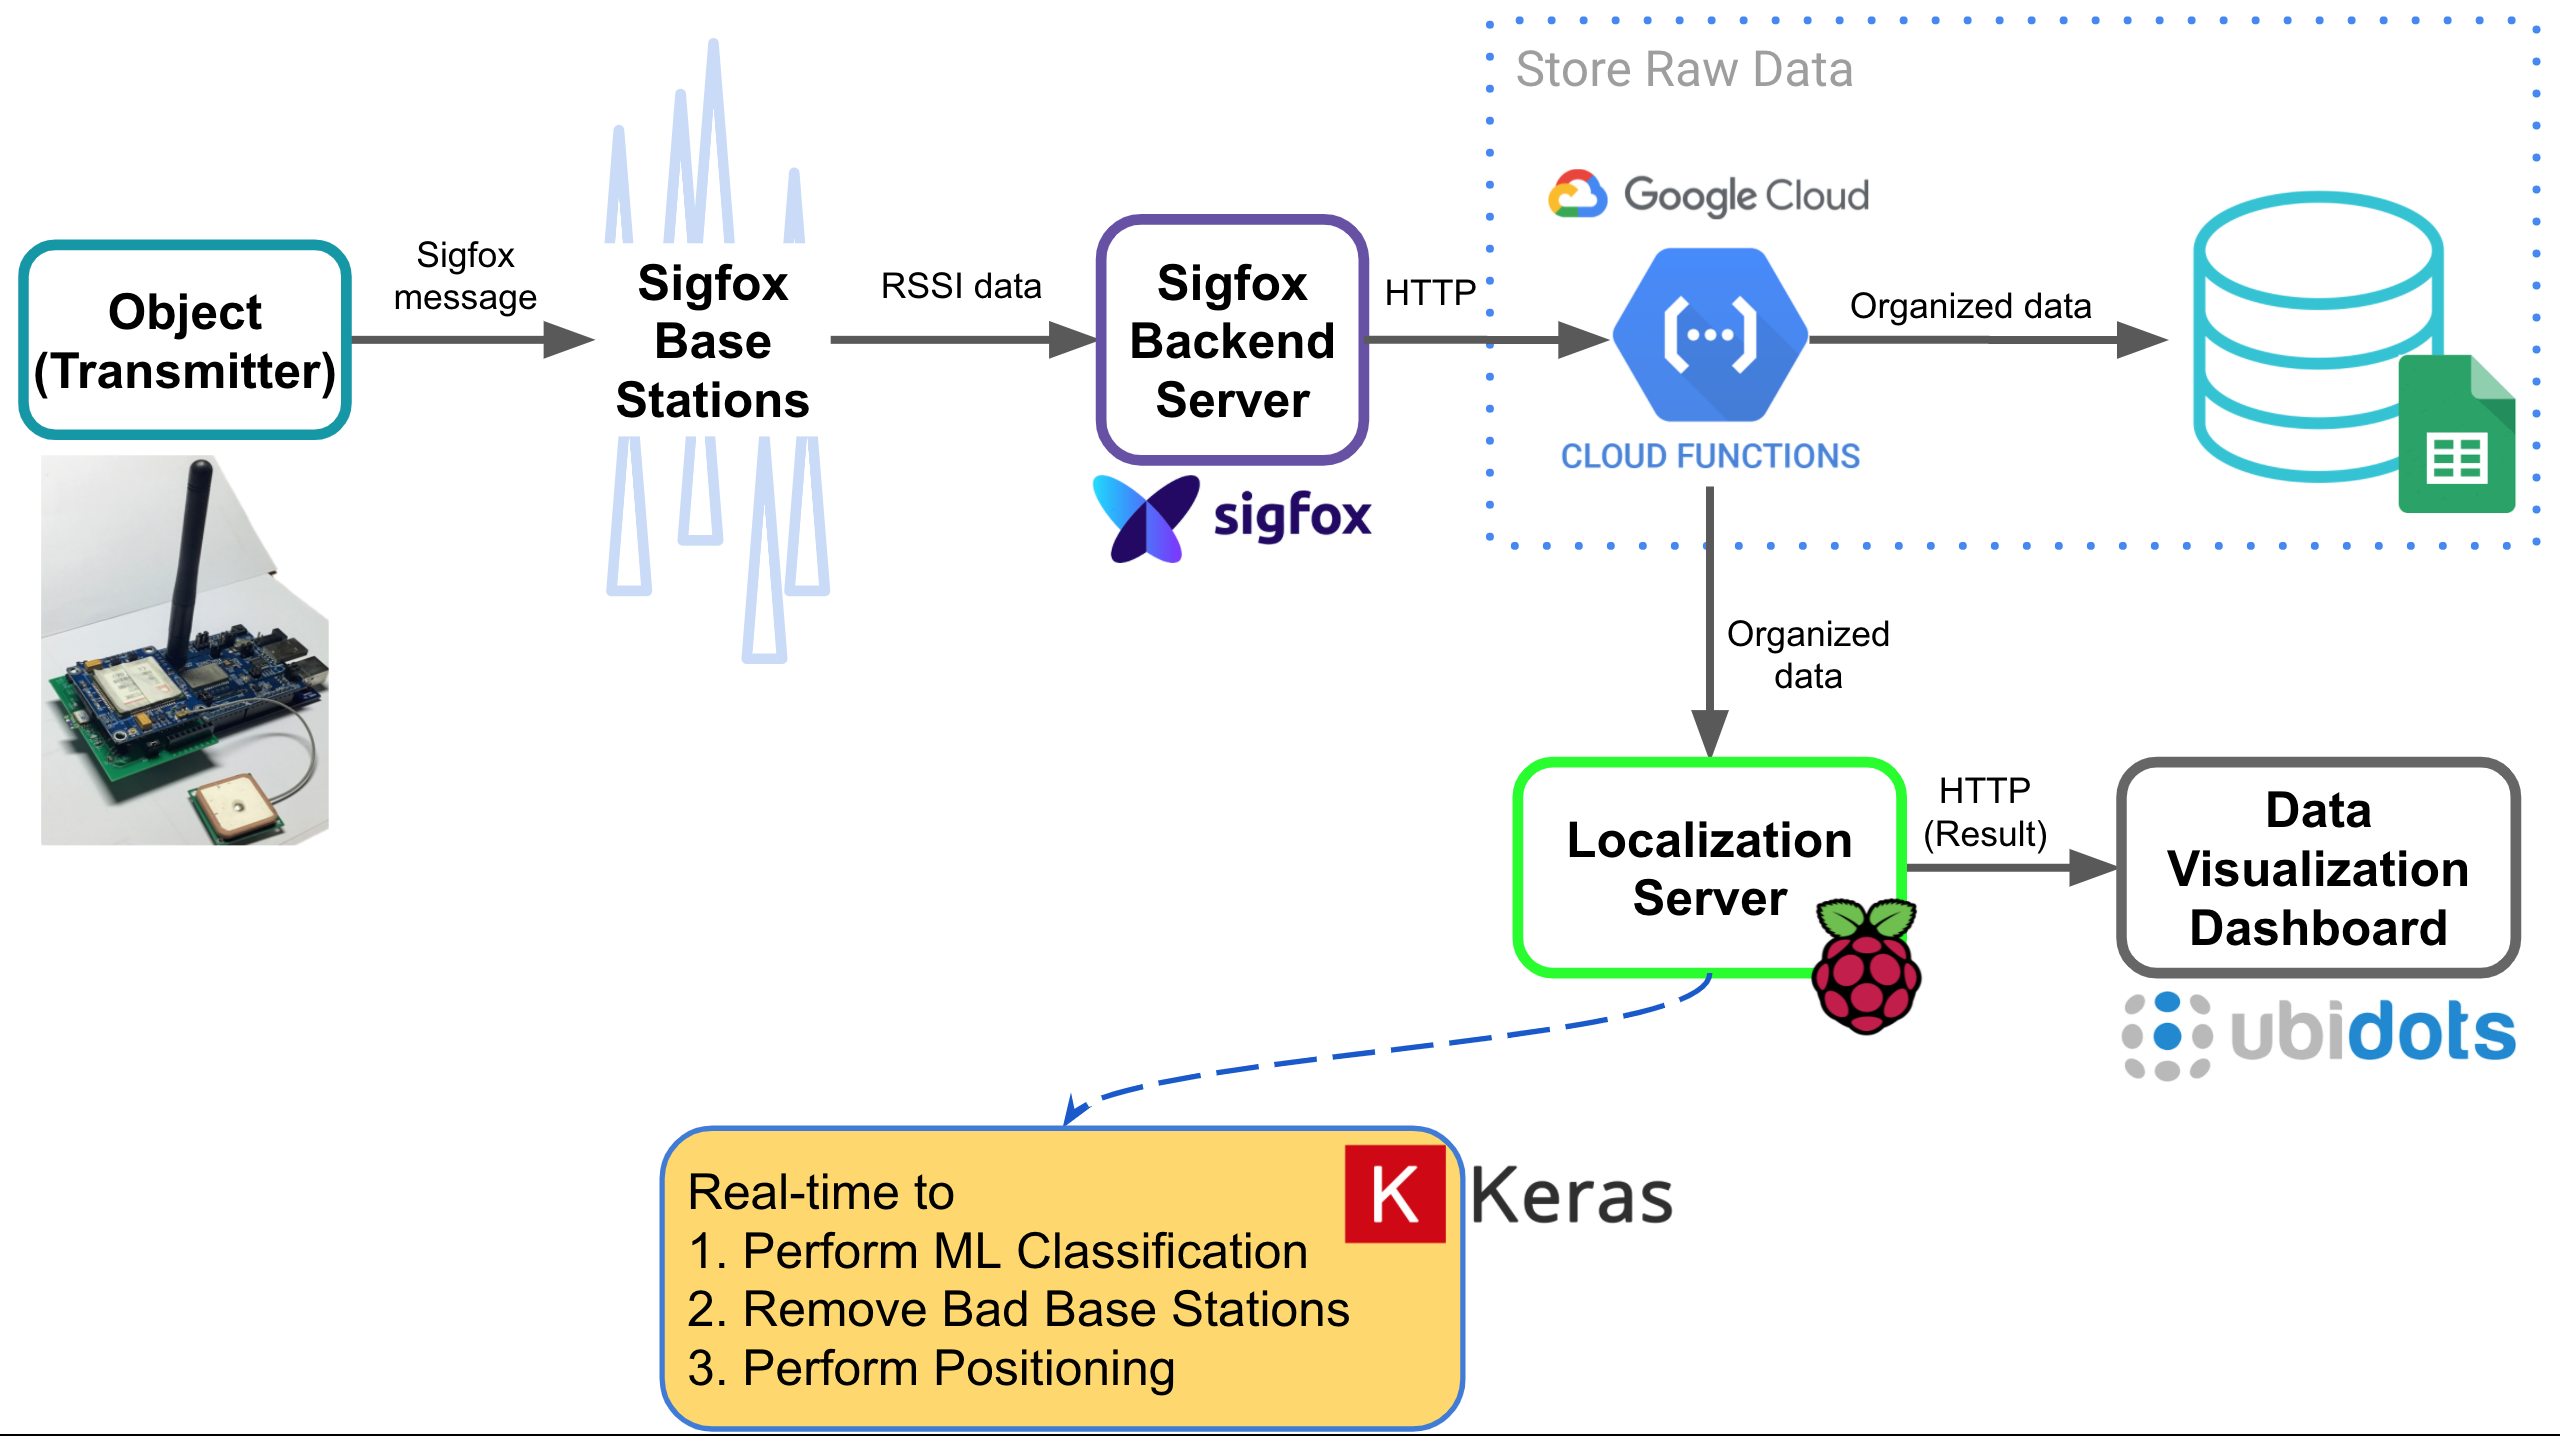 Store Raw Data
Google Cloud
Object
(Transmitter)
Sigfox
message
Sigfox
Base
Stations
RSSI data
Sigfox
Backend
Server
sigfox
HTTP
CLOUD FUNCTIONS
Organized data
Organized
data
Localization
Server
HTTP
(Result)
Data
Visualization
Dashboard
ubidots
Real-time to
1. Perform ML Classification
2. Remove Bad Base Stations
3. Perform Positioning
K Keras